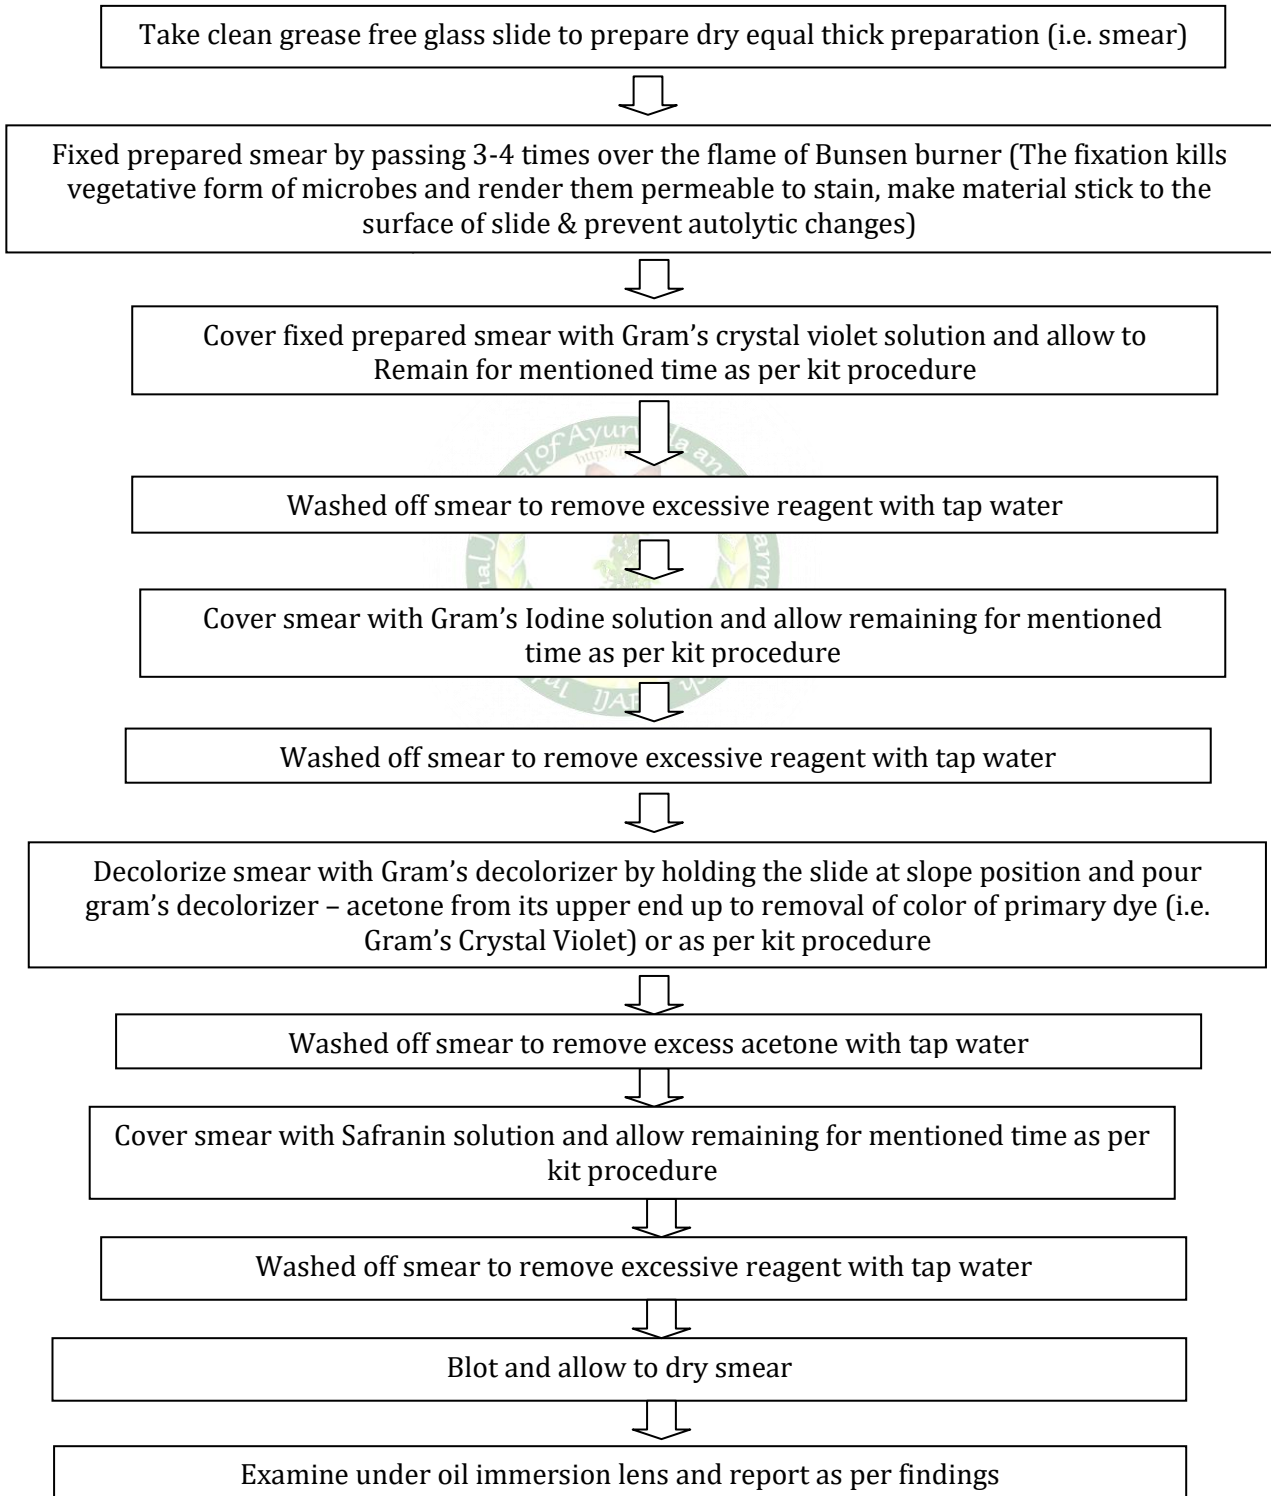 Take clean grease free glass slide to prepare dry equal thick preparation (i.e. smear)
Fixed prepared smear by passing 3-4 times over the flame of Bunsen burner (The fixation kills
vegetative form of microbes and render them permeable to stain, make material stick to the
surface of slide & prevent autolytic changes)
Cover fixed prepared smear with Gram’s crystal violet solution and allow to
Remain for mentioned time as per kit procedure
of Ayur
http://ij
Washed off smear to remove excessive reagent with tap water
Cover smear with Gram’s Iodine solution and allow remaining for mentioned
time as per kit procedure
Washed off smear to remove excessive reagent with tap water
Decolorize smear with Gram’s decolorizer by holding the slide at slope position and pour
gram’s decolorizer – acetone from its upper end up to removal of color of primary dye (i.e.
Gram’s Crystal Violet) or as per kit procedure
Washed off smear to remove excess acetone with tap water
Cover smear with Safranin solution and allow remaining for mentioned time as per
kit procedure
Washed off smear to remove excessive reagent with tap water
Blot and allow to dry smear
Examine under oil immersion lens and report as per findings